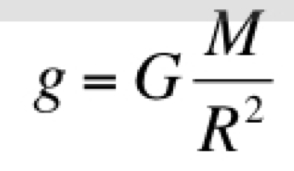 g = G M / R²